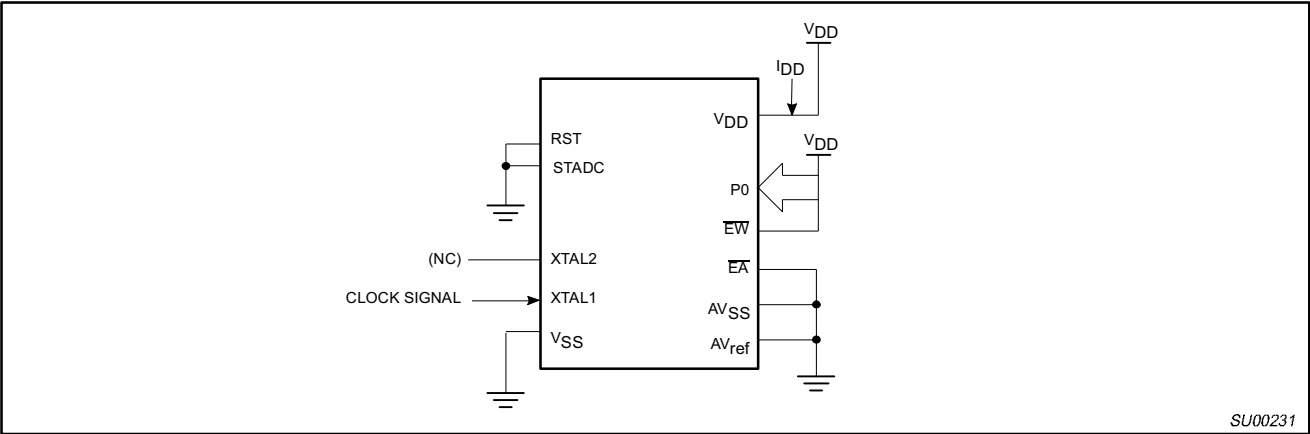 VDD
IDD
VDD
RST
VDD
STADC
P0
EW
(NC)
XTAL2
EA
CLOCK SIGNAL
XTAL1
AVSS
VSS
AVref
SU00231